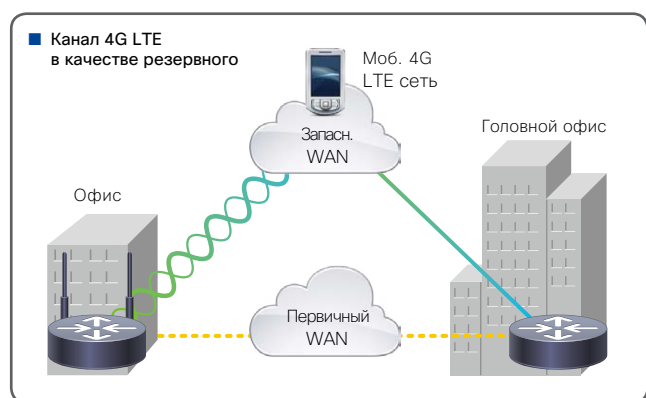 Канал 4G LTE
в качестве резервного
Моб. 4G
LTE сеть
Запасн.
WAN
Головной офис
Офис
Первичный
WAN